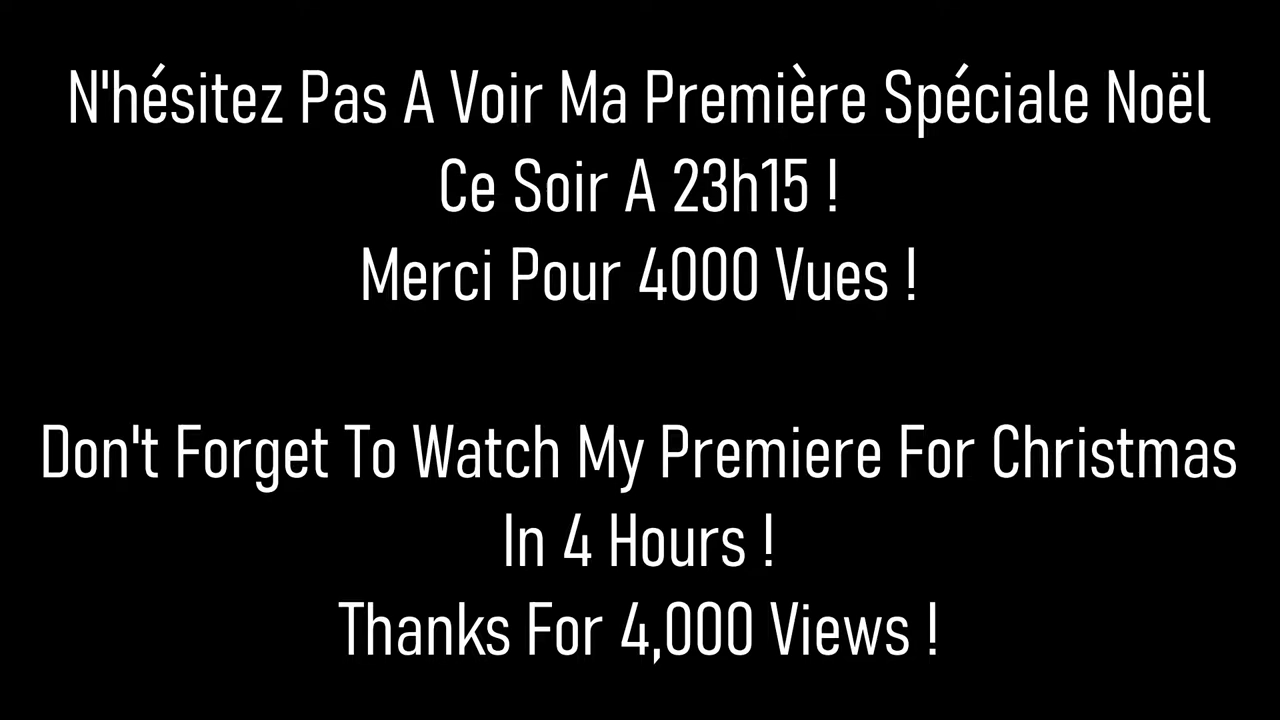 N'hésitez Pas A Voir Ma Première Spéciale Noël
Ce Soir A 23h15 !
Merci Pour 4000 Vues !
Don't Forget To Watch My Premiere For Christmas
In 4 Hours !
Thanks For 4,000 Views !